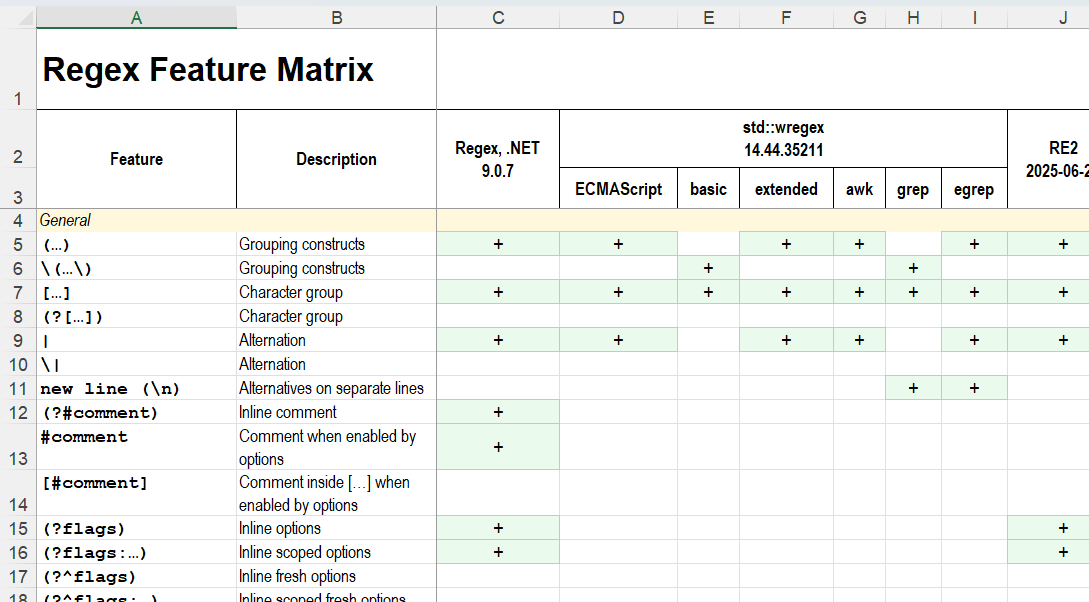 A B C D E F G H I J
1 Regex Feature Matrix
2 Feature Description Regex, .NET 9.0.7 std::wregex 14.44.35211 RE2 2025-06-2
3 ECMAScript basic extended awk grep egrep
4 General
5 (…) Grouping constructs + + + + + +
6 \(…\) Grouping constructs + +
7 […] Character group + + + + + + + +
8 (?[…]) Character group
9 | Alternation + + + + + +
10 \| Alternation
11 new line (\n) Alternatives on separate lines + +
12 (?#comment) Inline comment +
13 #comment Comment when enabled by options +
14 [#comment] Comment inside […] when enabled by options
15 (?flags) Inline options + +
16 (?flags:…) Inline scoped options + +
17 (?^flags) Inline fresh options
18 (?^flags:…) Inline scoped fresh options